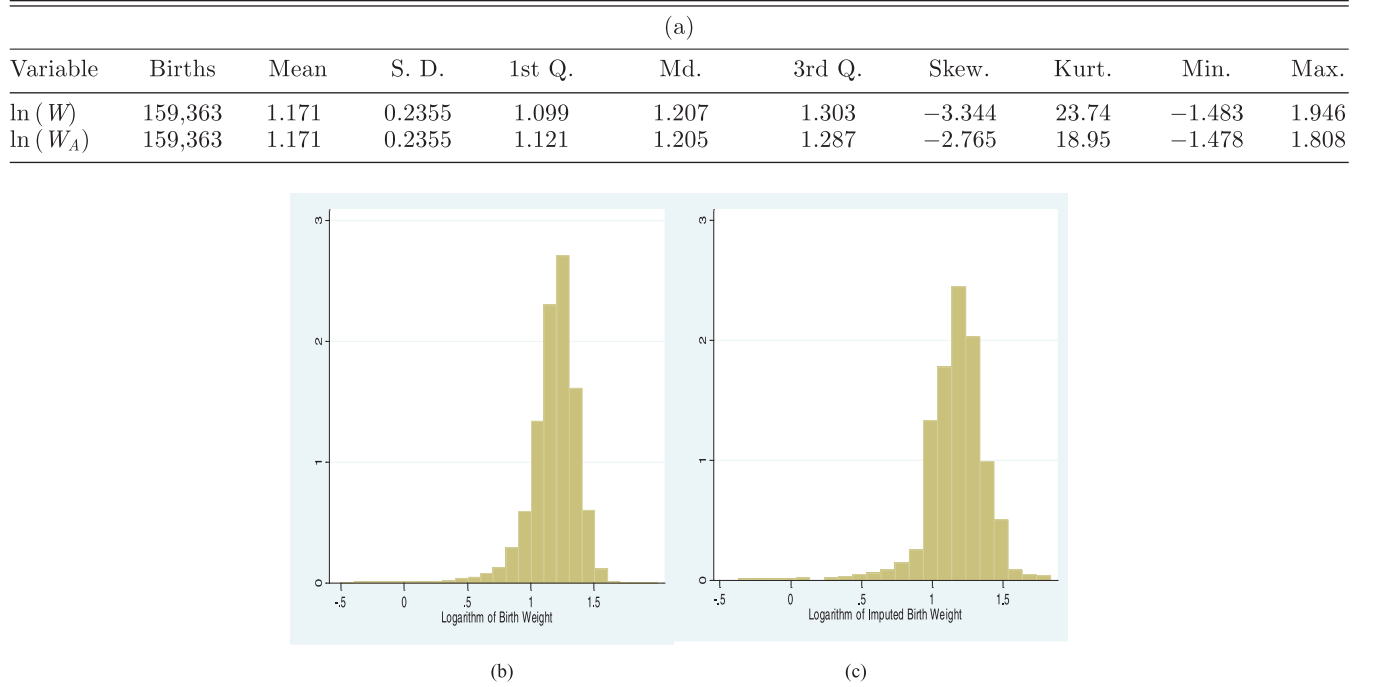 (a)
Variable Births Mean S. D. 1st Q. Md. 3rd Q. Skew. Kurt. Min. Max.
ln (W) 159,363 1.171 0.2355 1.099 1.207 1.303 −3.344 23.74 −1.483 1.946
ln (W_A) 159,363 1.171 0.2355 1.121 1.205 1.287 −2.765 18.95 −1.478 1.808
3
2
1
0
-.5 0 .5 1 1.5
Logarithm of Birth Weight
3
2
1
0
-.5 0 .5 1 1.5
Logarithm of Imputed Birth Weight
(b) (c)